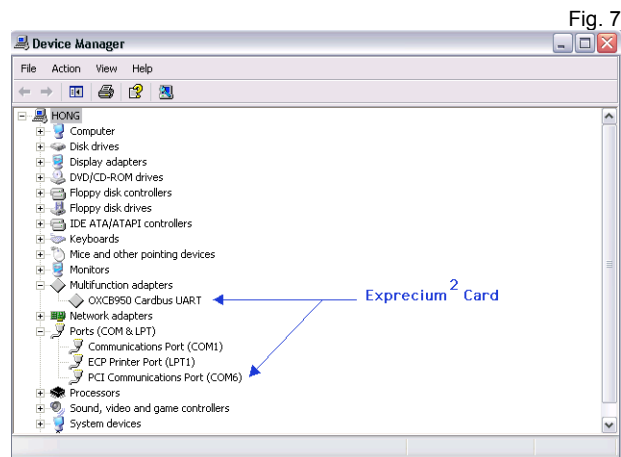 Fig. 7
Device Manager
File Action View Help
HONG
Computer
Disk drives
Display adapters
DVD/CD-ROM drives
Floppy disk controllers
Floppy disk drives
IDE ATA/ATAPI controllers
Keyboards
Mice and other pointing devices
Monitors
Multifunction adapters
OXCB950 Cardbus UART
Exprecium2 Card
Network adapters
Ports (COM & LPT)
Communications Port (COM1)
ECP Printer Port (LPT1)
PCI Communications Port (COM6)
Processors
Sound, video and game controllers
System devices